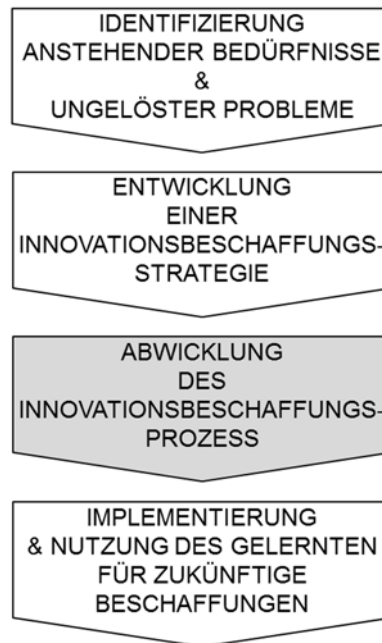 IDENTIFIZIERUNG
ANSTEHENDER BEDÜRFNISSE
&
UNGELÖSTER PROBLEME
ENTWICKLUNG
EINER
INNOVATIONSBESCHAFFUNGS-
STRATEGIE
ABWICKLUNG
DES
INNOVATIONSBESCHAFFUNGS-
PROZESS
IMPLEMENTIERUNG
& NUTZUNG DES GELERNTEN
FÜR ZUKÜNFTIGE
BESCHAFFUNGEN